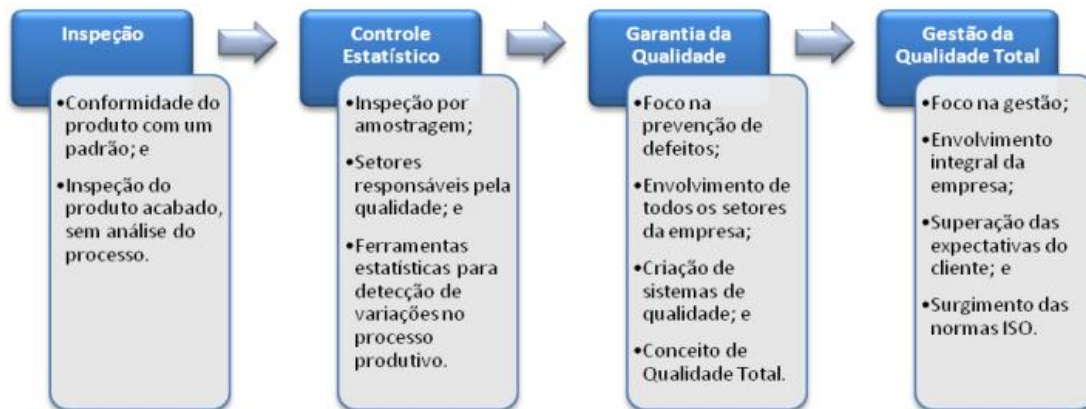 Inspeção
•Conformidade do
produto com um
padrão; e
•Inspeção do
produto acabado,
sem análise do
processo.
Controle
Estatístico
•Inspeção por
amostragem;
•Setores
responsáveis pela
qualidade; e
•Ferramentas
estatísticas para
detecção de
variações no
processo
produtivo.
Garantia da
Qualidade
•Foco na
prevenção de
defeitos;
•Envolvimento de
todos os setores
da empresa;
•Criação de
sistemas de
qualidade; e
•Conceito de
Qualidade Total.
Gestão da
Qualidade Total
•Foco na gestão;
•Envolvimento
integral da
empresa;
•Superação das
expectativas do
cliente; e
•Surgimento das
normas ISO.